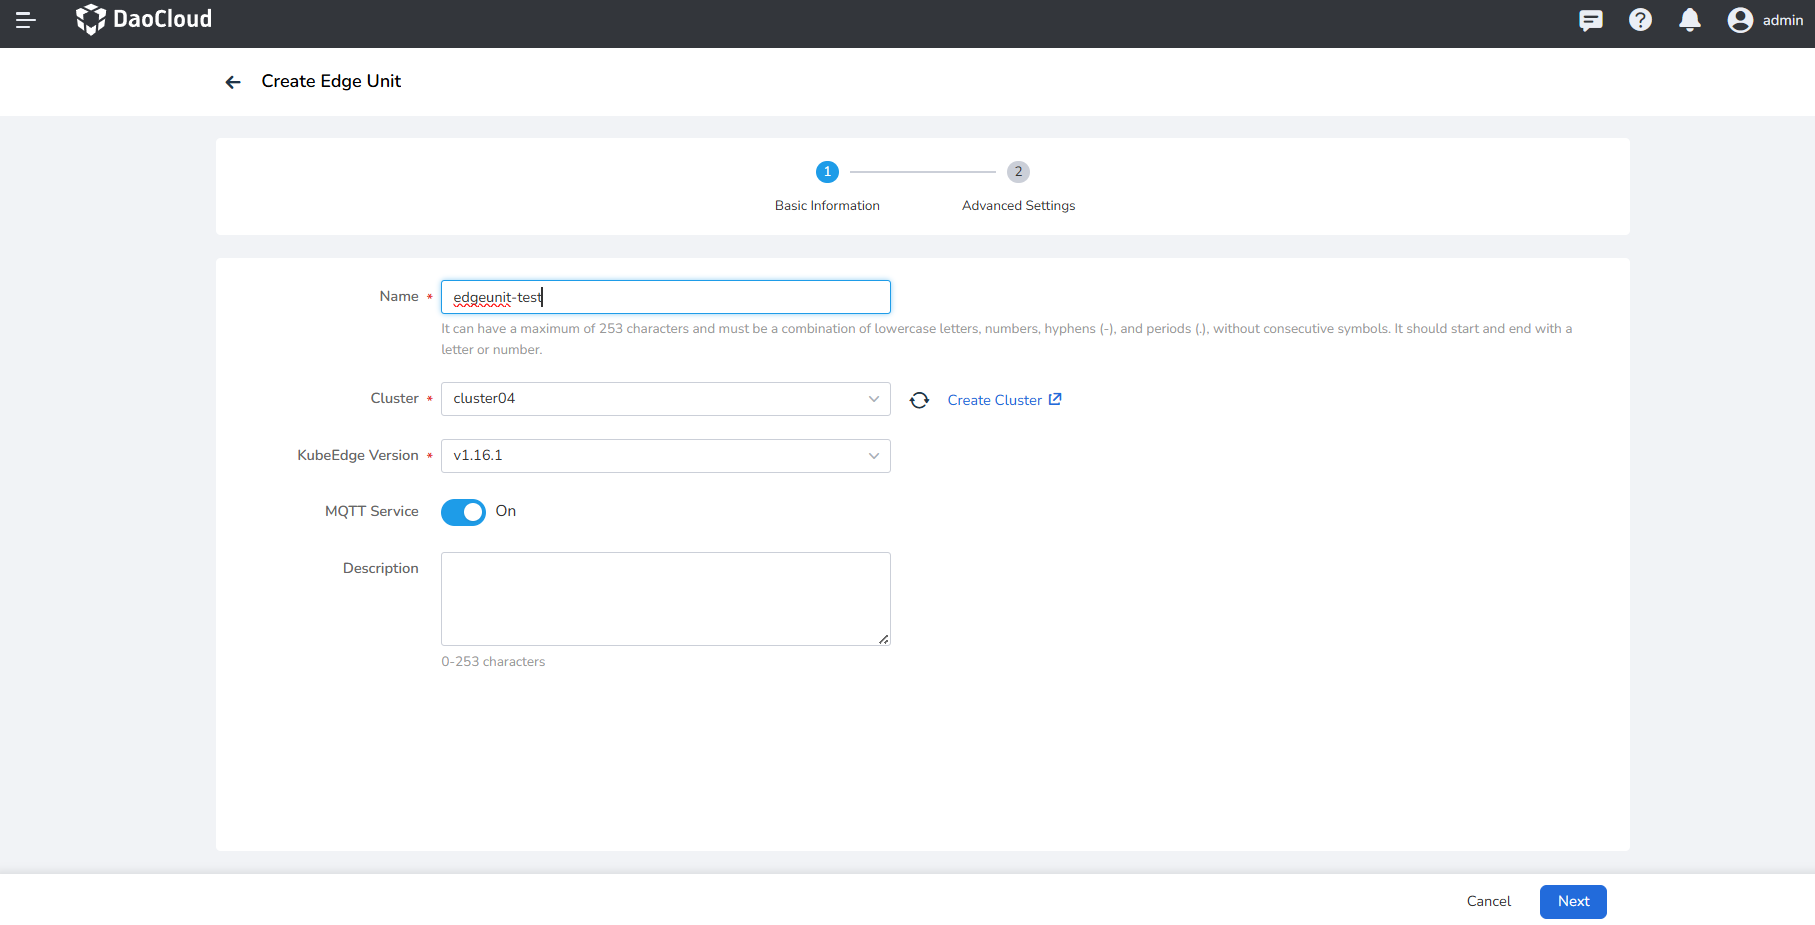 DaoCloud
admin
Create Edge Unit
1
2
Basic Information
Advanced Settings
Name *
edgeunit-test
It can have a maximum of 253 characters and must be a combination of lowercase letters, numbers, hyphens (-), and periods (.), without consecutive symbols. It should start and end with a
letter or number.
Cluster *
cluster04
Create Cluster
KubeEdge Version *
v1.16.1
MQTT Service
On
Description
0-253 characters
Cancel
Next